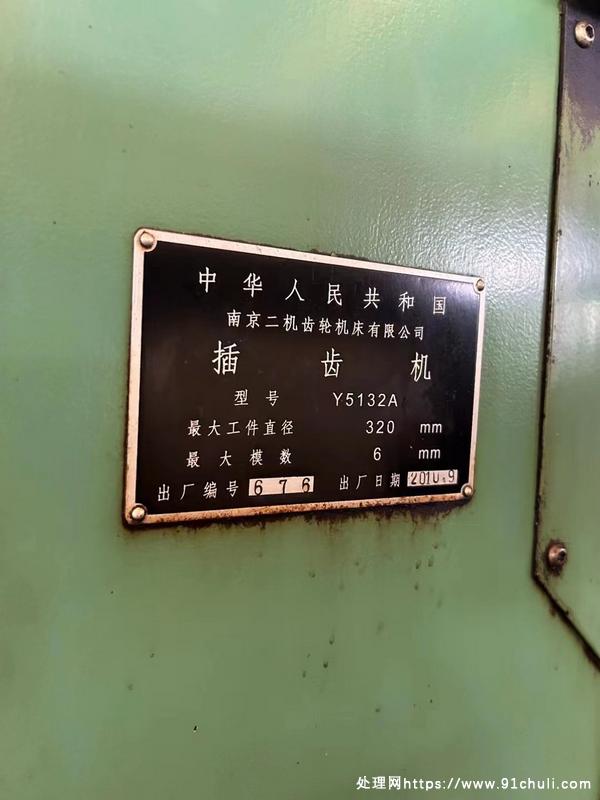 中华人民共和国
南京二机齿轮机床有限公司
插齿机
型号 Y5132A
最大工件直径 320 mm
最大模数 6 mm
出厂编号 676 出厂日期 2010.9
处理网https://www.91chuli.com/